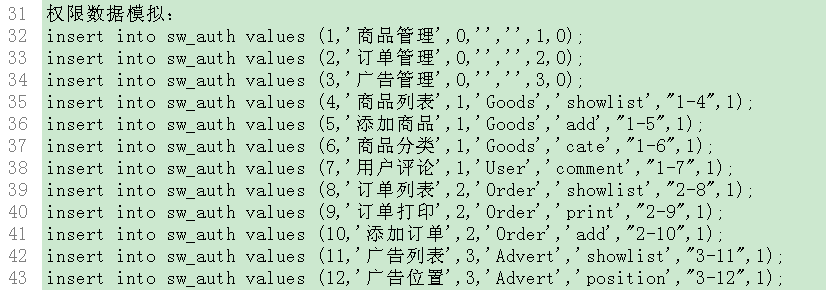 31 权限数据模拟:
32 insert into sw_auth values (1,'商品管理',0,'','',1,0);
33 insert into sw_auth values (2,'订单管理',0,'','',2,0);
34 insert into sw_auth values (3,'广告管理',0,'','',3,0);
35 insert into sw_auth values (4,'商品列表',1,'Goods','showlist',"1-4",1);
36 insert into sw_auth values (5,'添加商品',1,'Goods','add',"1-5",1);
37 insert into sw_auth values (6,'商品分类',1,'Goods','cate',"1-6",1);
38 insert into sw_auth values (7,'用户评论',1,'User','comment',"1-7",1);
39 insert into sw_auth values (8,'订单列表',2,'Order','showlist',"2-8",1);
40 insert into sw_auth values (9,'订单打印',2,'Order','print',"2-9",1);
41 insert into sw_auth values (10,'添加订单',2,'Order','add',"2-10",1);
42 insert into sw_auth values (11,'广告列表',3,'Advert','showlist',"3-11",1);
43 insert into sw_auth values (12,'广告位置',3,'Advert','position',"3-12",1);